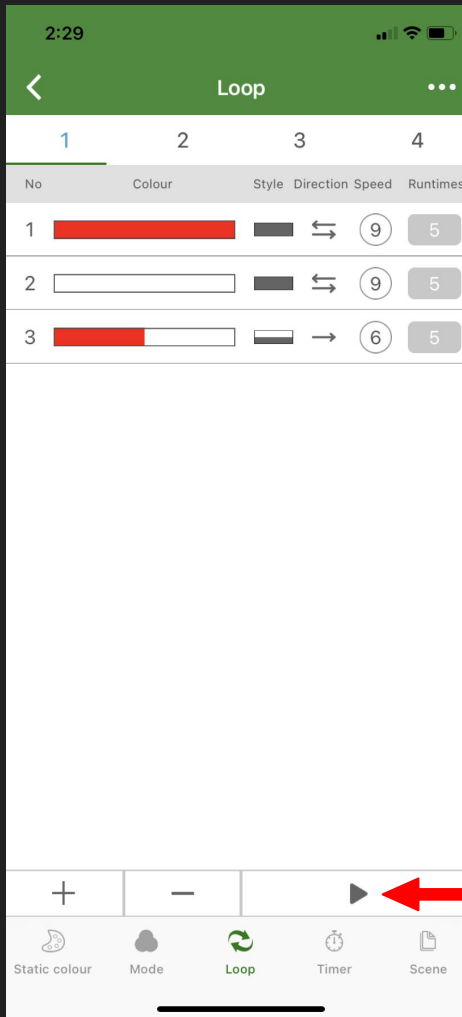 2:29
Loop
1 2 3 4
No Colour Style Direction Speed Runtimes
1 9 5
2 9 5
3 6 5
Static colour Mode Loop Timer Scene